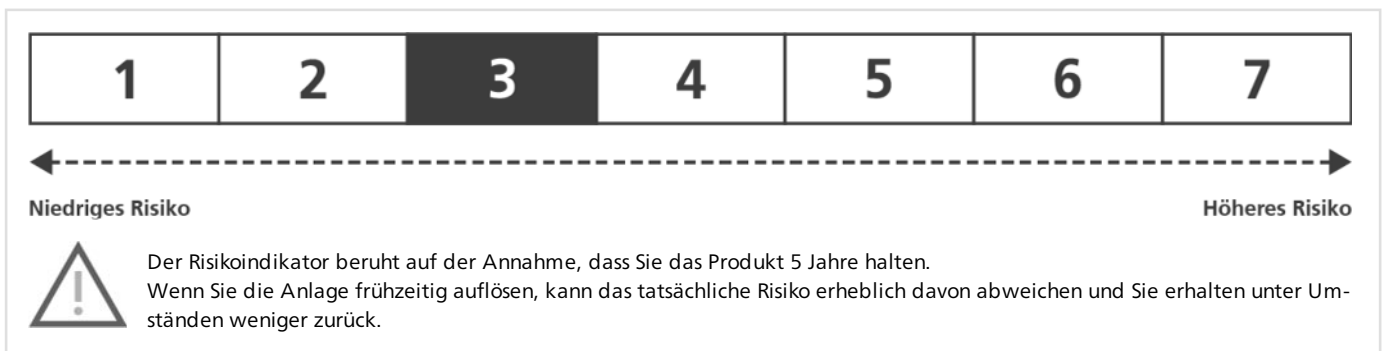 1 2 3 4 5 6 7
Niedriges Risiko Höheres Risiko
Der Risikoindikator beruht auf der Annahme, dass Sie das Produkt 5 Jahre halten.
Wenn Sie die Anlage frühzeitig auflösen, kann das tatsächliche Risiko erheblich davon abweichen und Sie erhalten unter Um-
ständen weniger zurück.